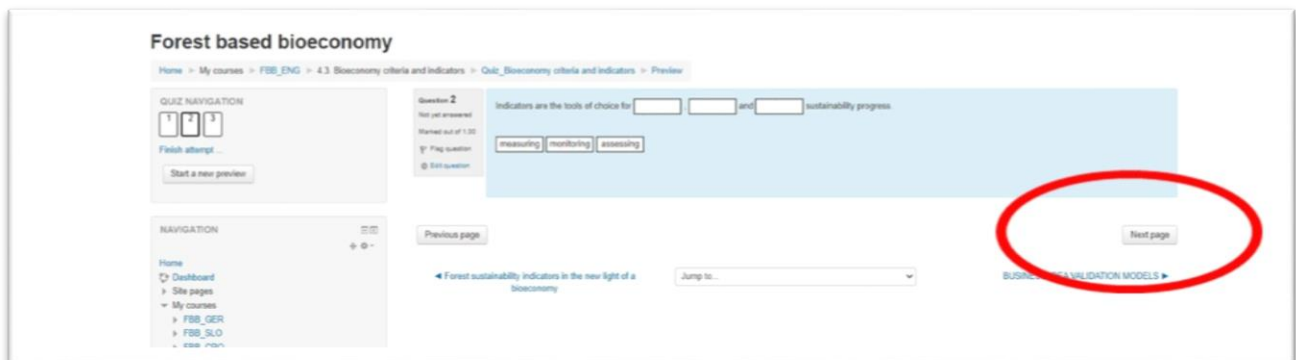 Forest based bioeconomy
Home > My courses > FBB_ENG > 4.3. Bioeconomy criteria and indicators > Quiz_Bioeconomy criteria and indicators > Preview
QUIZ NAVIGATION
1 2 3
Finish attempt ...
Start a new preview
Question 2
Not yet answered
Marked out of 1.00
Flag question
Edit question
Indicators are the tools of choice for , and sustainability progress.
measuring monitoring assessing
NAVIGATION
Home
Dashboard
Site pages
My courses
FBB_GER
FBB_SLO
FBB_CRO
Previous page
Next page
◄ Forest sustainability indicators in the new light of a
bioeconomy
Jump to...
BUSINESS IDEA VALIDATION MODELS ►